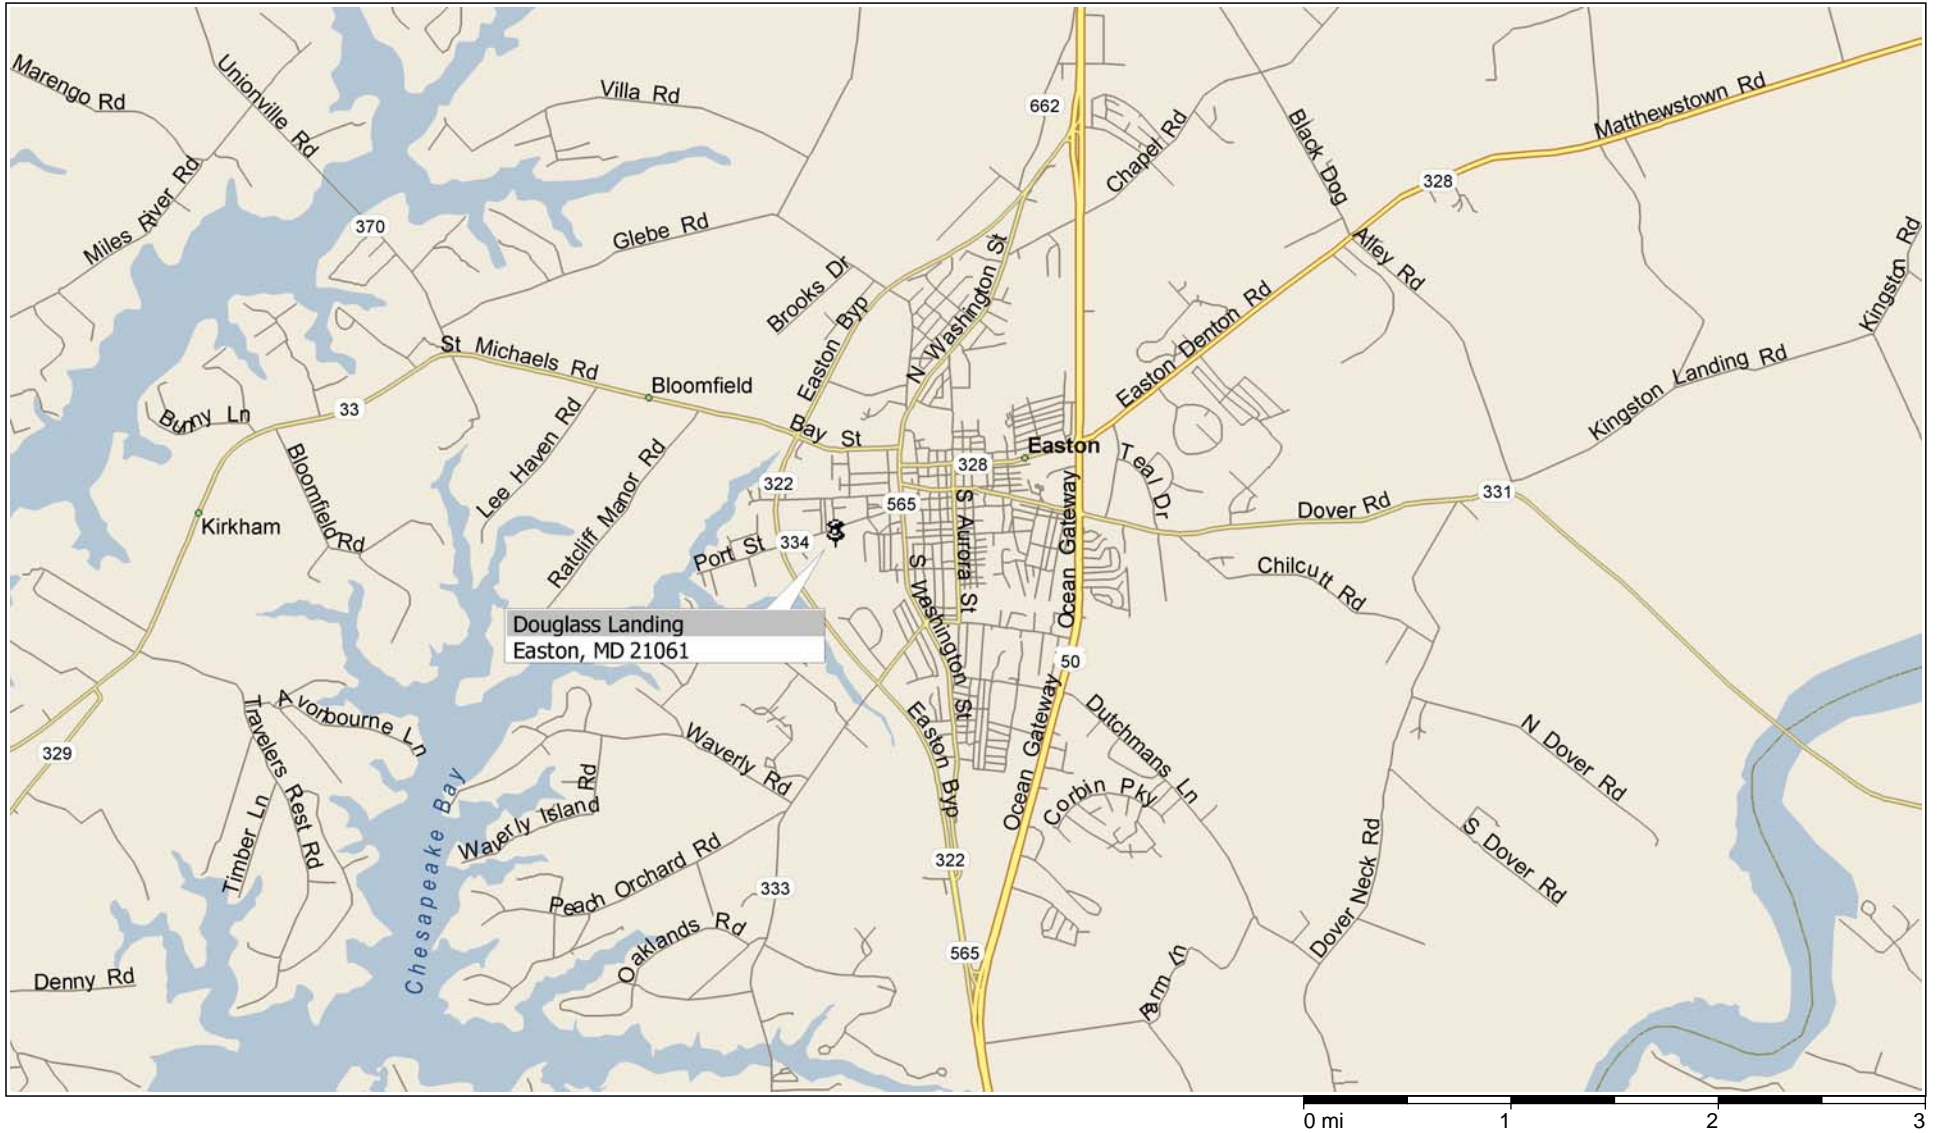 Marengo Rd
Unionville Rd
Villa Rd
662
Chapel Rd
Black Dog
Alley Rd
Matthewstown Rd
328
Miles River Rd
370
Glebe Rd
Brooks Dr
Easton Byp
N Washington St
Easton Denton Rd
Kingston Rd
St Michaels Rd
Bloomfield
33
Bunny Ln
Bay St
Easton
Kingston Landing Rd
Lee Haven Rd
Ratcliff Manor Rd
Bloomfield Rd
Kirkham
322
328
565
Teal Dr
331
Dover Rd
Port St
334
S Aurora St
Ocean Gateway
Chilcutt Rd
S Washington St
Douglass Landing
Easton, MD 21061
50
Avorbourne Ln
Travelers Rest Rd
329
Waverly Rd
Easton Byp
Ocean Gateway
Dutchmans Ln
N Dover Rd
Chesapeake Bay
Waverly Island Rd
Corbin Pky
Timber Ln
Peach Orchard Rd
322
S Dover Rd
Dover Neck Rd
333
Oaklands Rd
565
Denny Rd
Farm Ln
0 mi 1 2 3